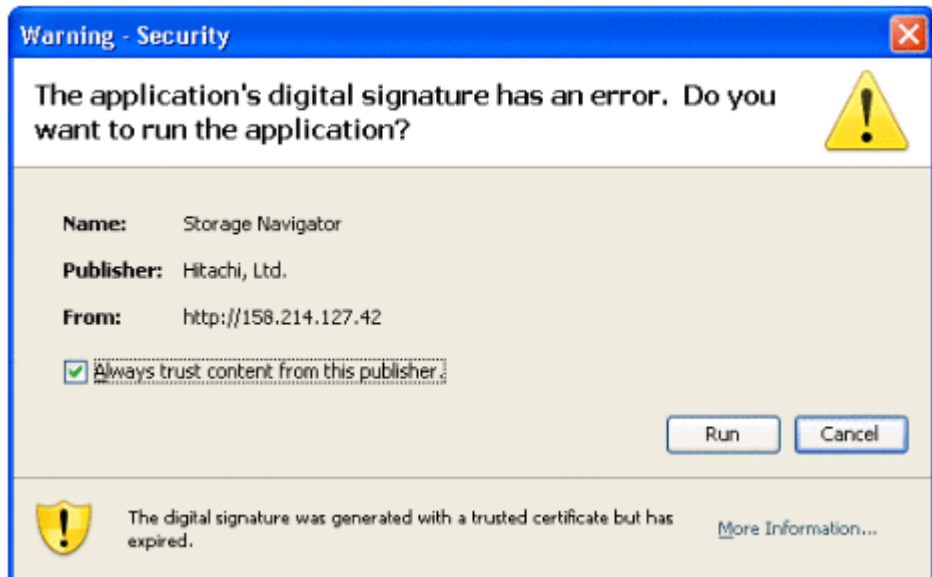 Warning - Security
The application's digital signature has an error. Do you
want to run the application?
Name: Storage Navigator
Publisher: Hitachi, Ltd.
From: http://158.214.127.42
Always trust content from this publisher.
Run Cancel
The digital signature was generated with a trusted certificate but has
expired.
More Information...